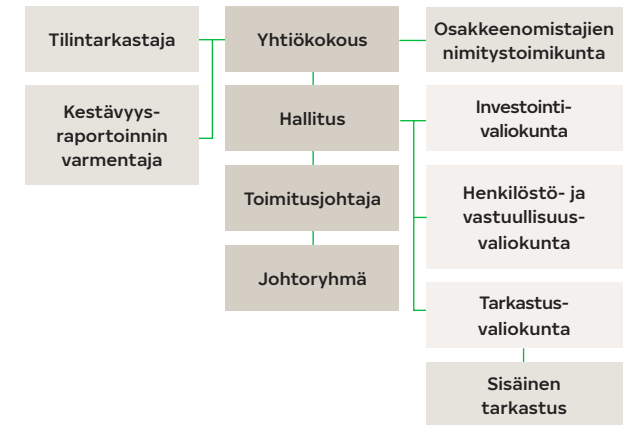 Tilintarkastaja
Kestävyys-
raportoinnin
varmentaja
Yhtiökokous
Hallitus
Toimitusjohtaja
Johtoryhmä
Osakkeenomistajien
nimitystoimikunta
Investointi-
valiokunta
Henkilöstö- ja
vastuullisuus-
valiokunta
Tarkastus-
valiokunta
Sisäinen
tarkastus